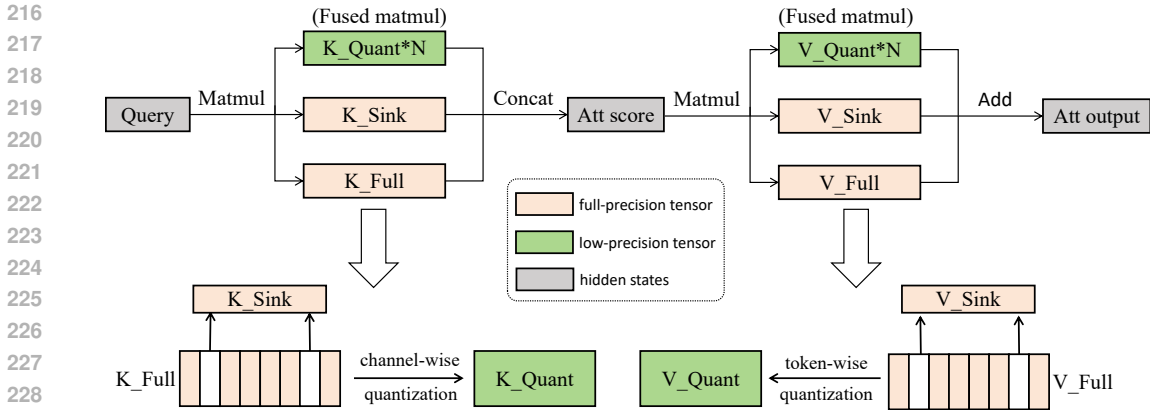 216
(Fused matmul) (Fused matmul)
217 K_Quant*N V_Quant*N
218
219 Query Matmul K_Sink Concat Att score Matmul V_Sink Add Att output
220
221 K_Full V_Full
222 full-precision tensor
223
224 low-precision tensor
225 K_Sink hidden states V_Sink
226
227 channel-wise token-wise
K_Full K_Quant V_Quant V_Full
228 quantization quantization